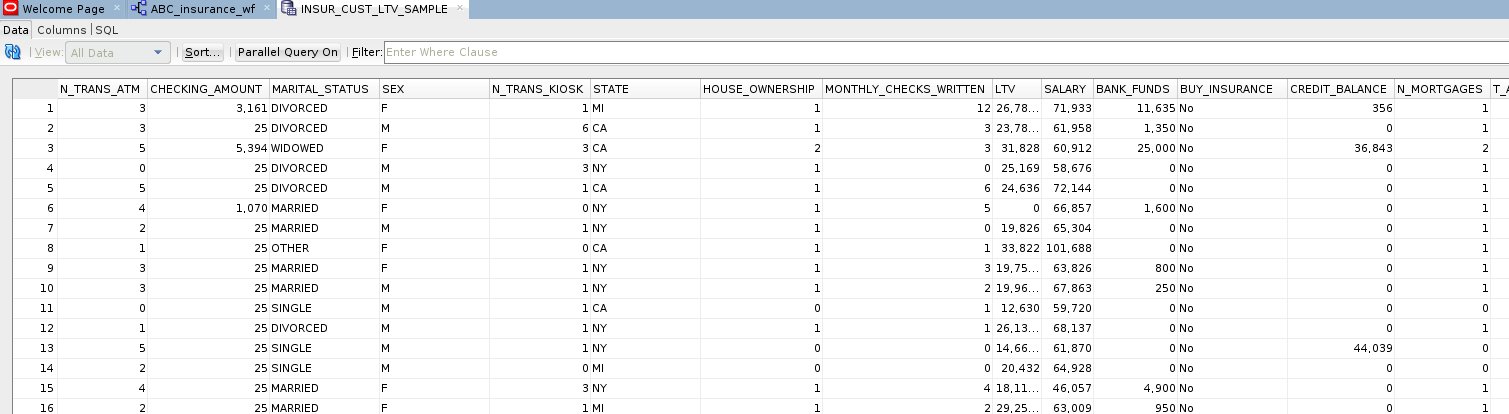 Welcome Page × ABC_insurance_wf × INSUR_CUST_LTV_SAMPLE ×
Data Columns SQL
View: All Data Sort... Parallel Query On Filter: Enter Where Clause
N_TRANS_ATM CHECKING_AMOUNT MARITAL_STATUS SEX N_TRANS_KIOSK STATE HOUSE_OWNERSHIP MONTHLY_CHECKS_WRITTEN LTV SALARY BANK_FUNDS BUY_INSURANCE CREDIT_BALANCE N_MORTGAGES
1 3 3,161 DIVORCED F 1 MI 1 12 26,78... 71,933 11,635 No 356 1
2 3 25 DIVORCED M 6 CA 1 3 23,78... 61,958 1,350 No 0 1
3 5 5,394 WIDOWED F 3 CA 2 3 31,828 60,912 25,000 No 36,843 2
4 0 25 DIVORCED M 3 NY 1 0 25,169 58,676 0 No 0 1
5 5 25 DIVORCED M 1 CA 1 6 24,636 72,144 0 No 0 1
6 4 1,070 MARRIED F 0 NY 1 5 0 66,857 1,600 No 0 1
7 2 25 MARRIED M 1 NY 1 0 19,826 65,304 0 No 0 1
8 1 25 OTHER F 0 CA 1 1 33,822 101,688 0 No 0 1
9 3 25 MARRIED F 1 NY 1 3 19,75... 63,826 800 No 0 1
10 3 25 MARRIED M 1 NY 1 2 19,96... 67,863 250 No 0 1
11 0 25 SINGLE M 1 CA 0 1 12,630 59,720 0 No 0 0
12 1 25 DIVORCED M 1 NY 1 1 26,13... 68,137 0 No 0 1
13 5 25 SINGLE M 1 NY 0 0 14,66... 61,870 0 No 44,039 0
14 2 25 SINGLE M 0 MI 0 0 20,432 64,928 0 No 0 0
15 4 25 MARRIED F 3 NY 1 4 18,11... 46,057 4,900 No 0 1
16 2 25 MARRIED F 1 MI 1 2 29,25... 63,009 950 No 0 1